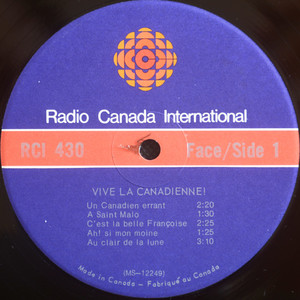 Radio Canada International
RCI 430 Face/Side 1
VIVE LA CANADIENNE!
Un Canadien errant 2:20
A Saint Malo 1:30
C'est la belle Françoise 2:25
Ah! si mon moine 1:25
Au clair de la lune 3:10
(MS-12249)
Made in Canada - Fabriqué au Canada